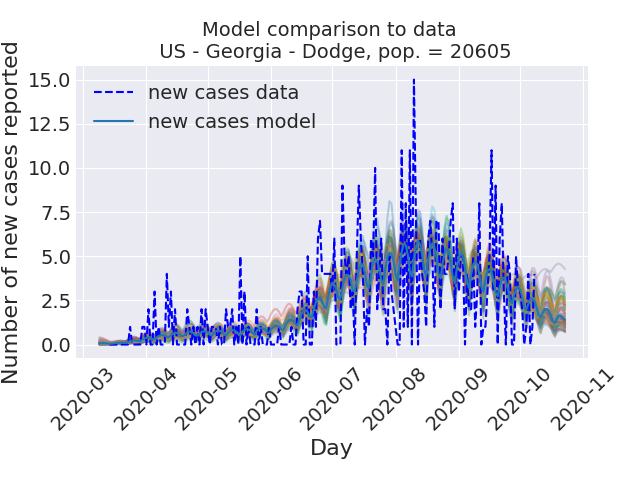 Model comparison to data
US - Georgia - Dodge, pop. = 20605
Number of new cases reported
15.0
12.5
10.0
7.5
5.0
2.5
0.0
new cases data
new cases model
2020-03
2020-04
2020-05
2020-06
2020-07
2020-08
2020-09
2020-10
2020-11
Day